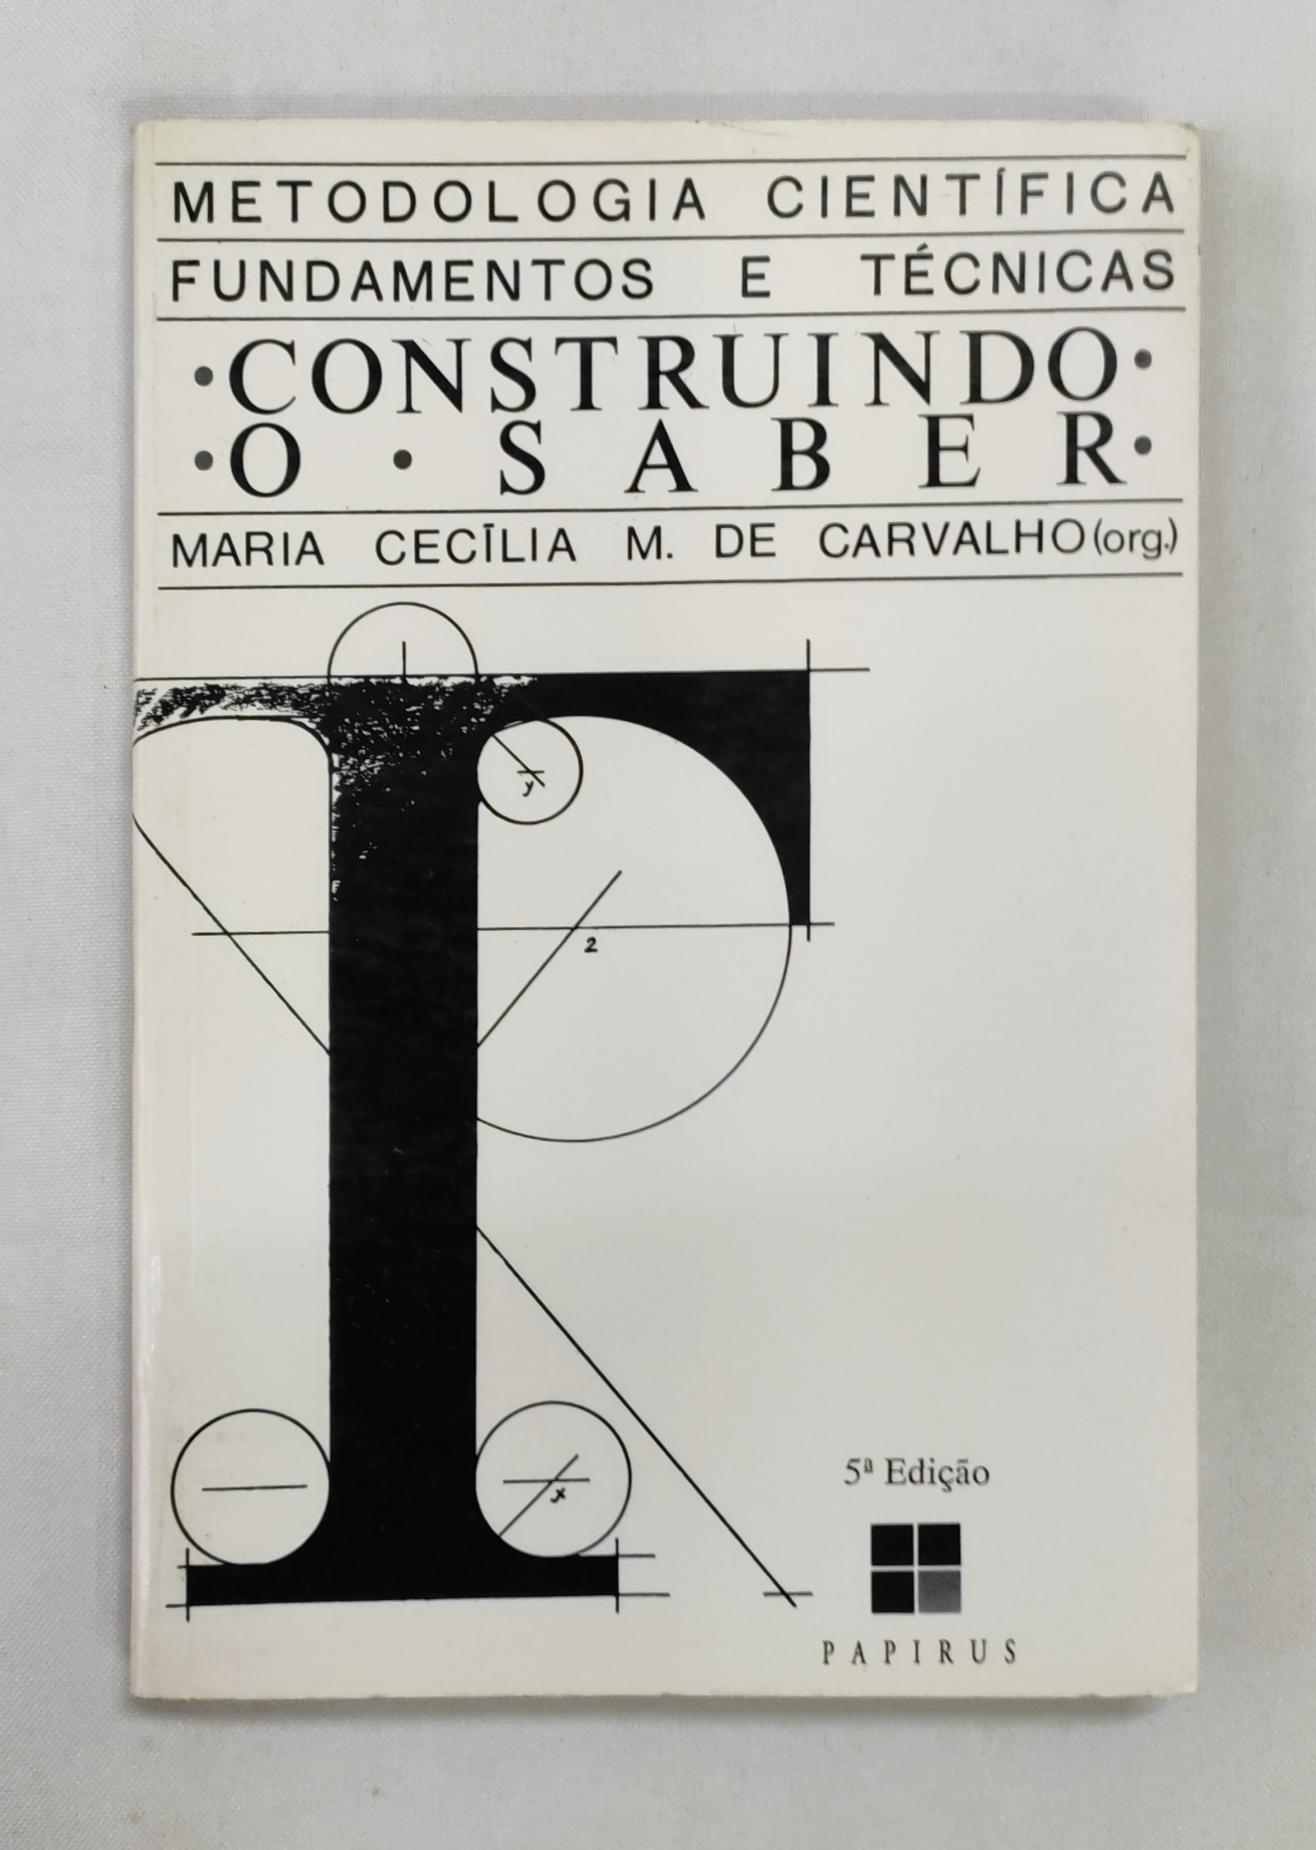 METODOLOGIA CIENTÍFICA
FUNDAMENTOS E TÉCNICAS
•CONSTRUINDO•
•O • SABER•
MARIA CECĪLIA M. DE CARVALHO (org.)
y
2
x
5ª Edição
PAPIRUS